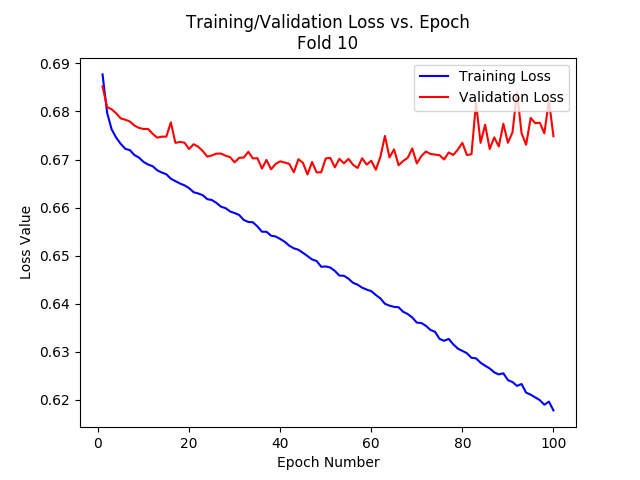 Training/Validation Loss vs. Epoch
Fold 10
Training Loss
Validation Loss
0.69
0.68
0.67
0.66
0.65
0.64
0.63
0.62
Loss Value
0 20 40 60 80 100
Epoch Number